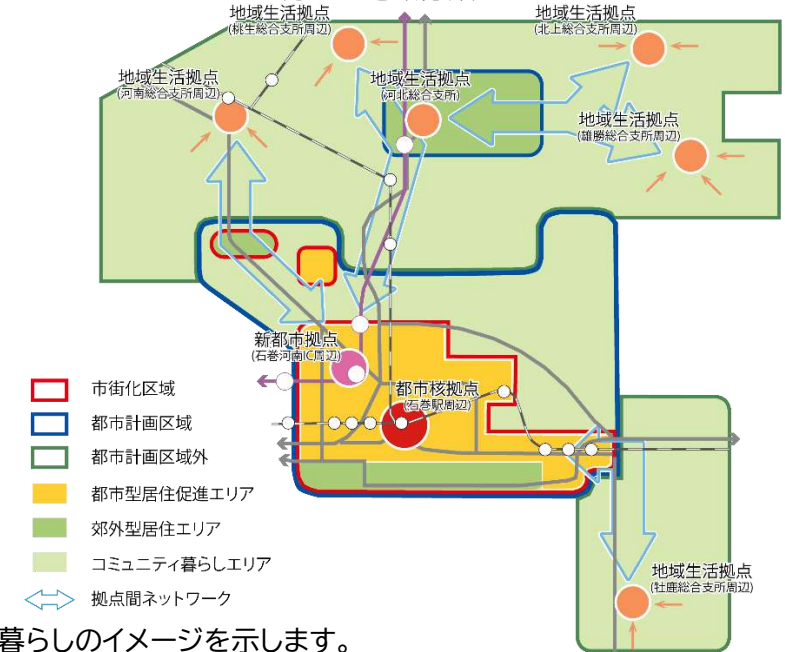 地域生活拠点
(桃生総合支所周辺)
地域生活拠点
(北上総合支所周辺)
地域生活拠点
(河南総合支所周辺)
地域生活拠点
(河北総合支所)
地域生活拠点
(雄勝総合支所周辺)
新都市拠点
(石巻河南IC周辺)
都市核拠点
(石巻駅周辺)
市街化区域
都市計画区域
都市計画区域外
都市型居住促進エリア
郊外型居住エリア
コミュニティ暮らしエリア
拠点間ネットワーク
地域生活拠点
(牡鹿総合支所周辺)
暮らしのイメージを示します。